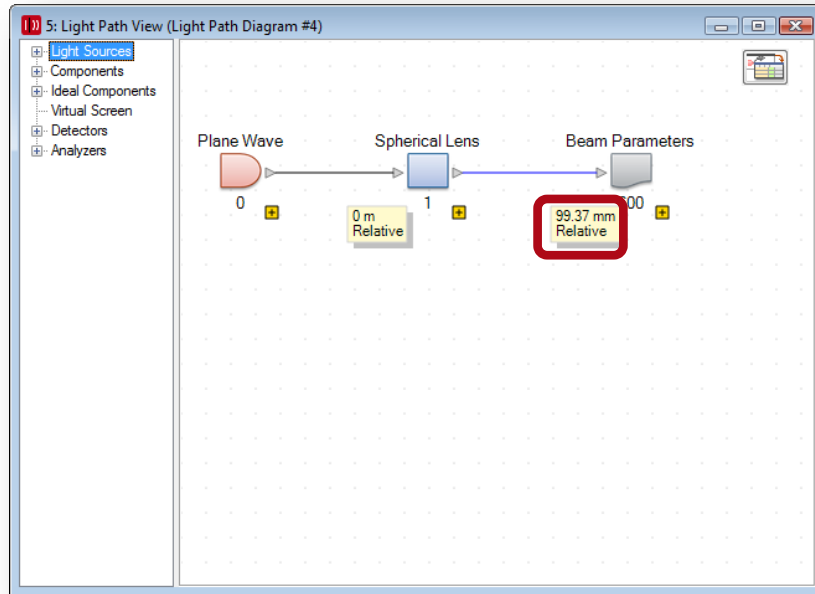 5: Light Path View (Light Path Diagram #4)
Light Sources
Components
Ideal Components
Virtual Screen
Detectors
Analyzers
Plane Wave
Spherical Lens
Beam Parameters
0
1
0 m
Relative
99.37 mm
Relative